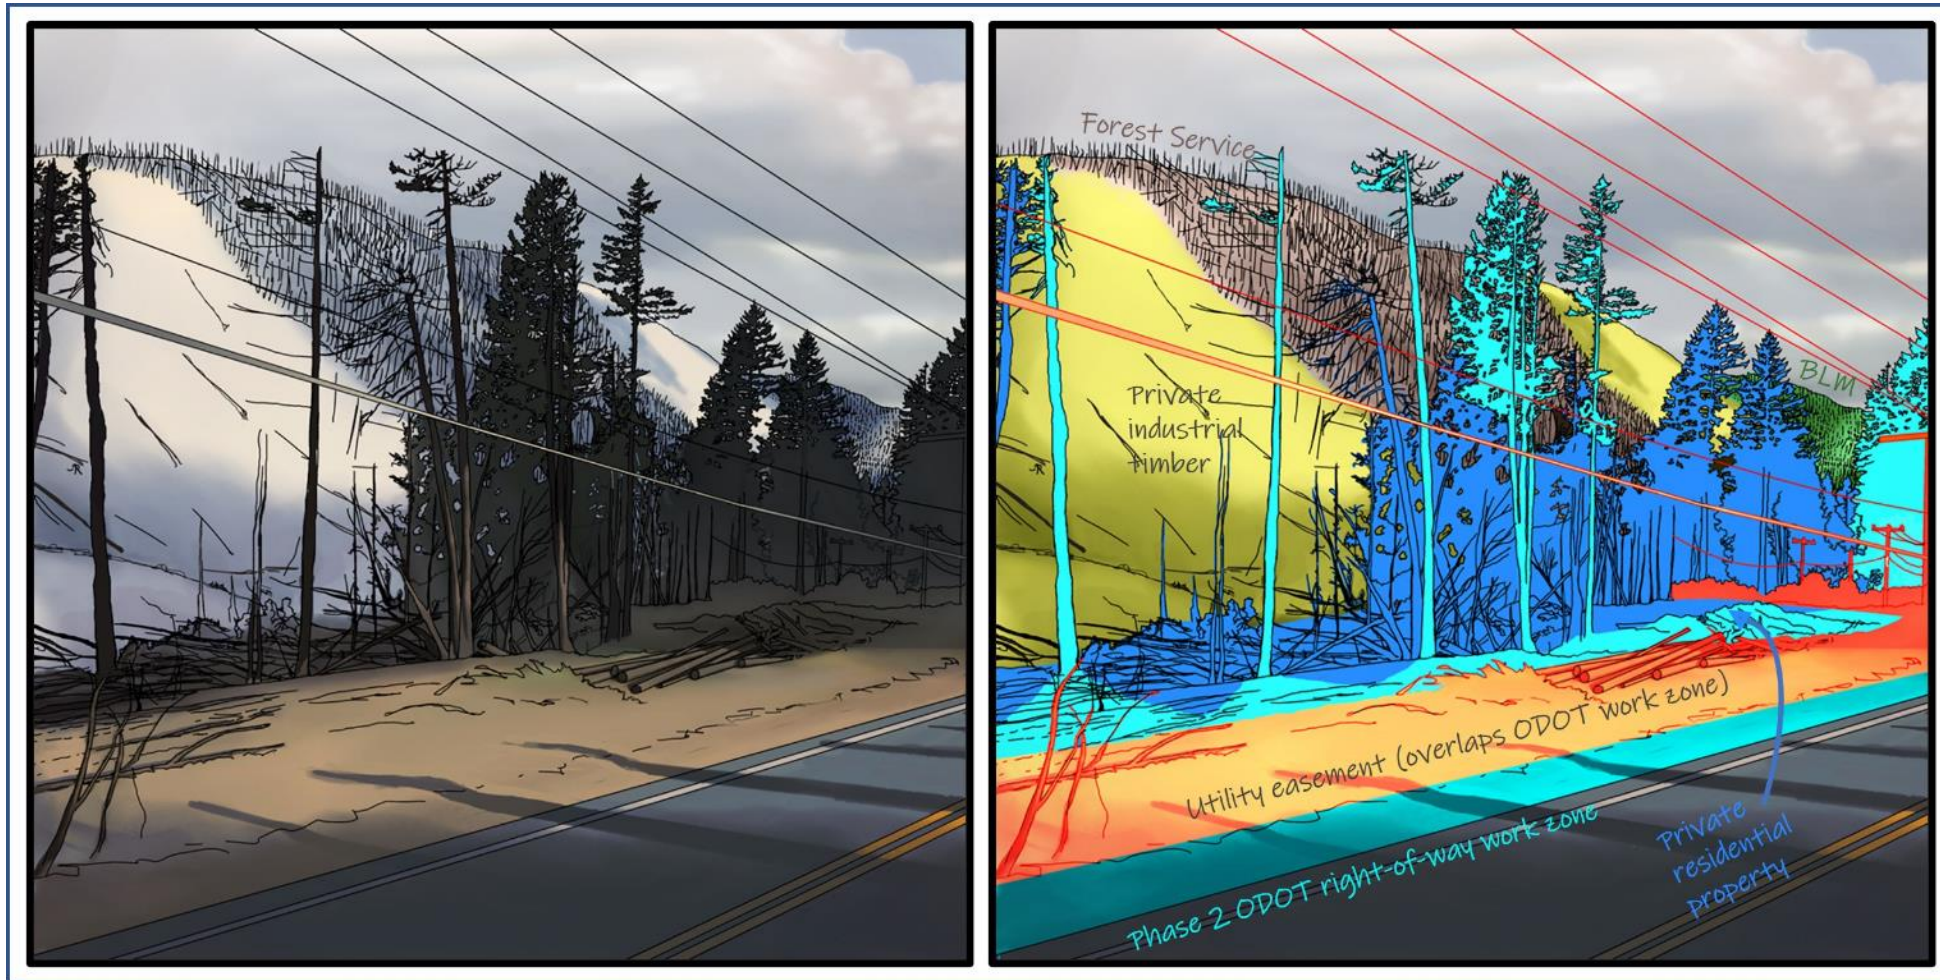 Forest Service
BLM
Private
industrial
timber
Utility easement (overlaps ODOT work zone)
Phase 2 ODOT right-of-way work zone
Private
residential
property